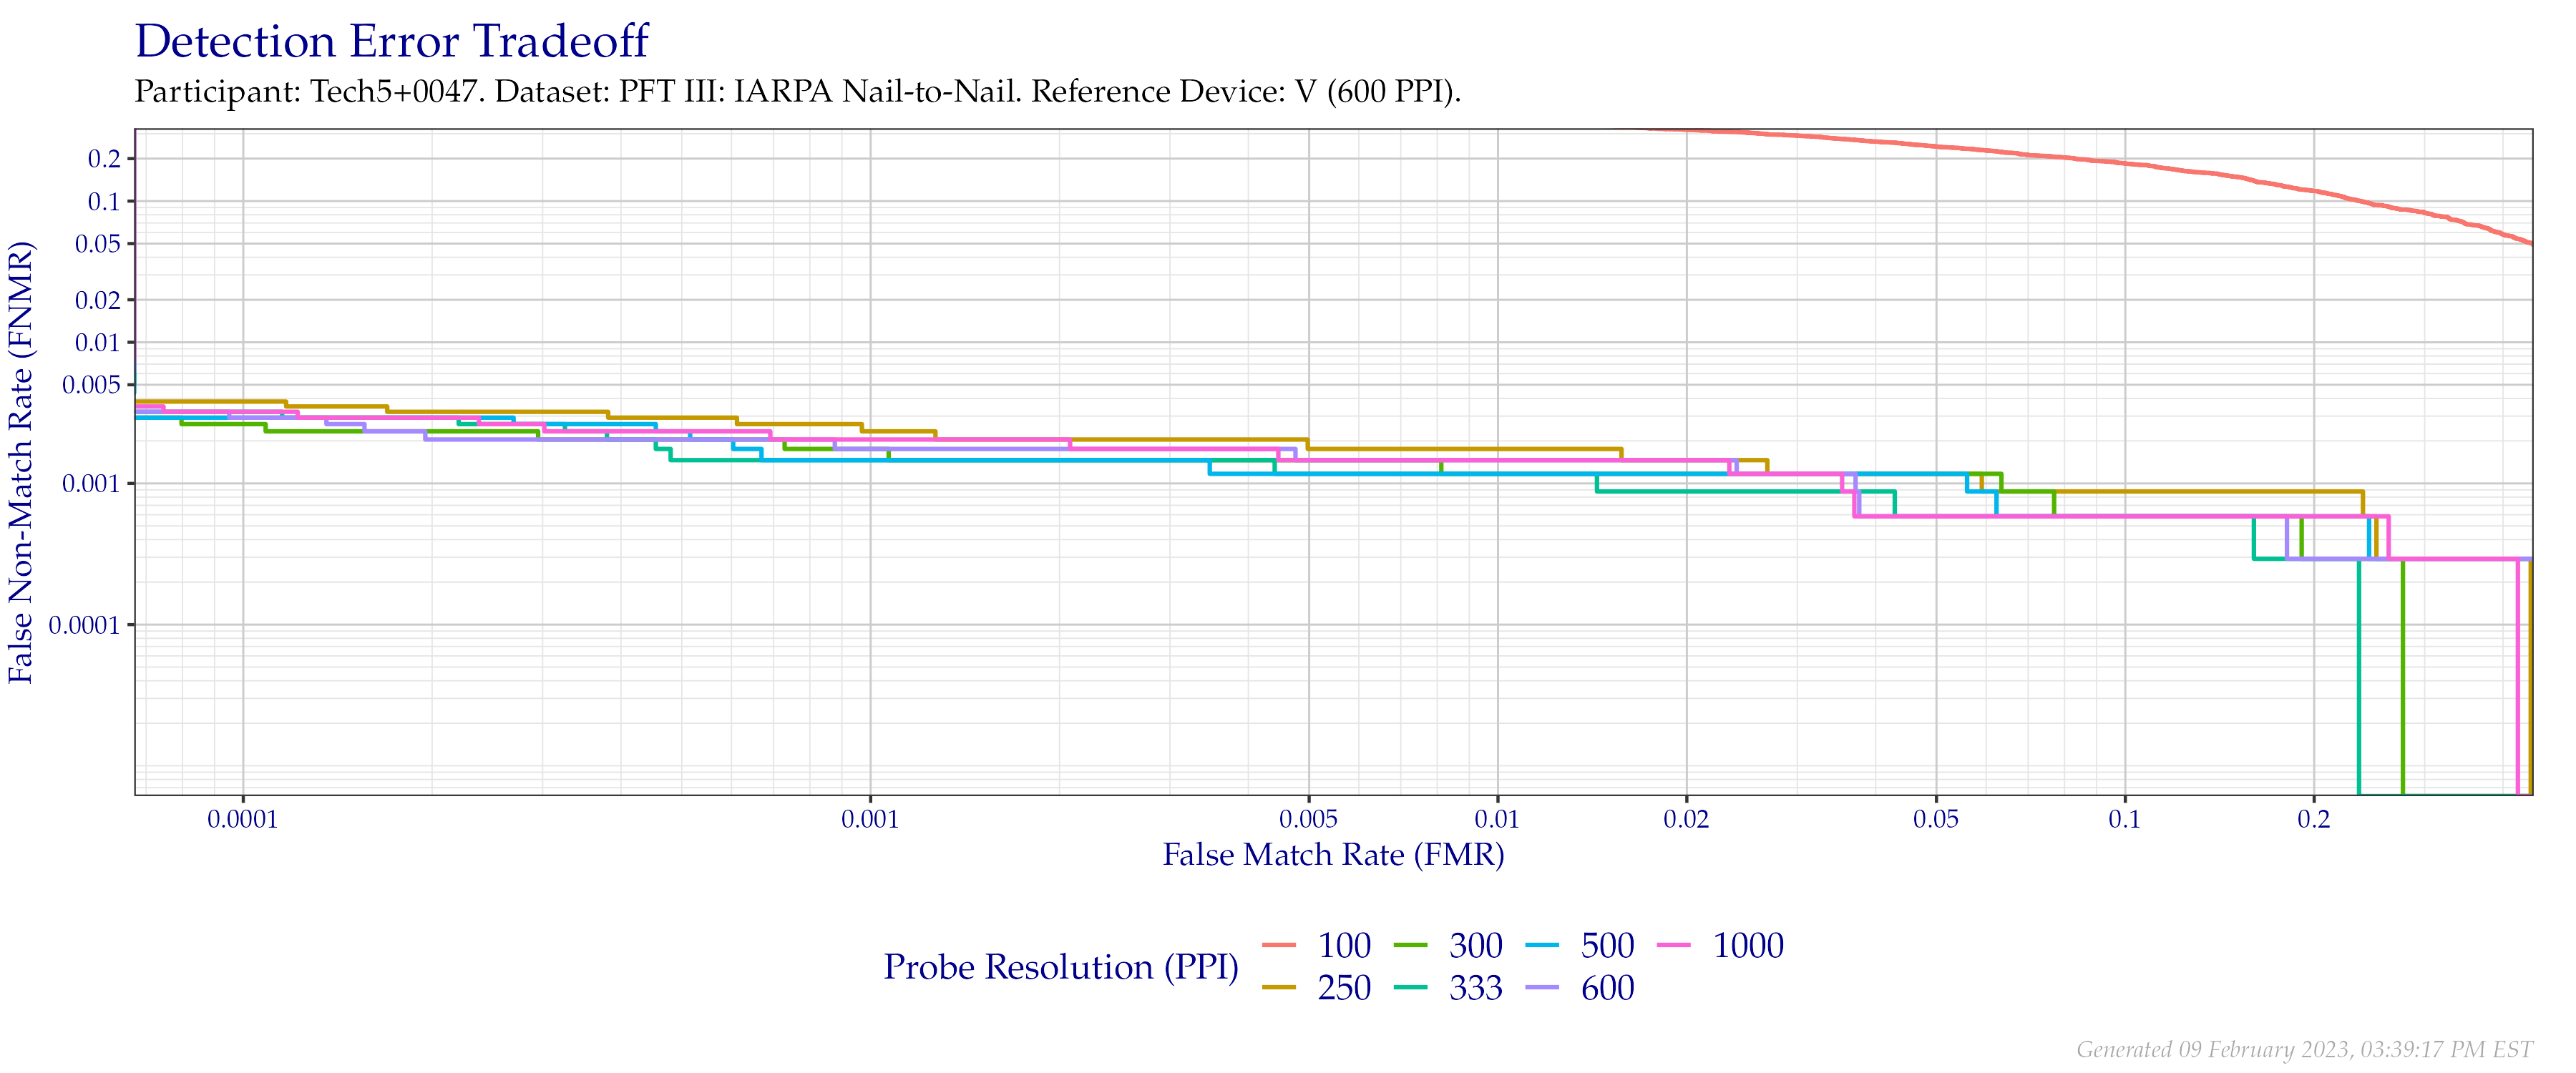 Detection Error Tradeoff
Participant: Tech5+0047. Dataset: PFT III: IARPA Nail-to-Nail. Reference Device: V (600 PPI).
False Non-Match Rate (FNMR)
0.2
0.1
0.05
0.02
0.01
0.005
0.001
0.0001
0.0001 0.001 0.005 0.01 0.02 0.05 0.1 0.2
False Match Rate (FMR)
Probe Resolution (PPI)
100 300 500 1000
250 333 600
Generated 09 February 2023, 03:39:17 PM EST